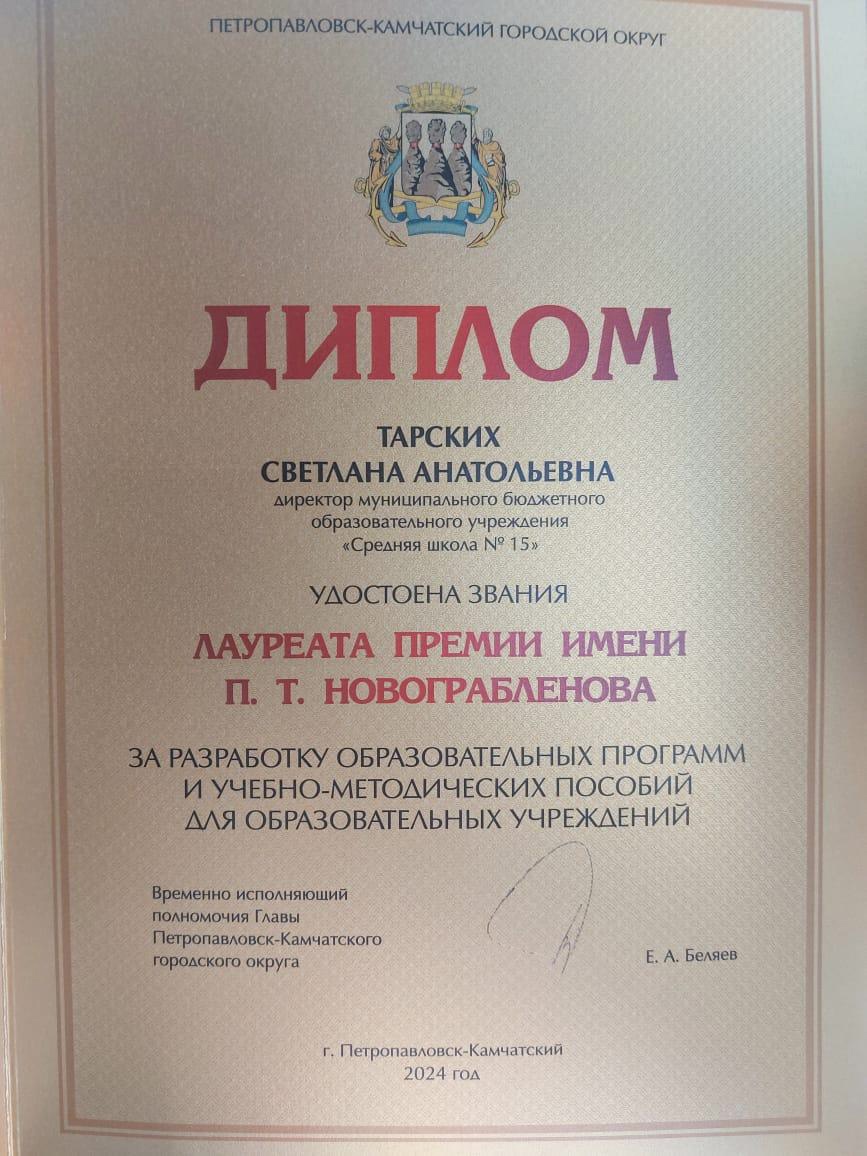 ПЕТРОПАВЛОВСК-КАМЧАТСКИЙ ГОРОДСКОЙ ОКРУГ
ДИПЛОМ
ТАРСКИХ
СВЕТЛАНА АНАТОЛЬЕВНА
директор муниципального бюджетного
образовательного учреждения
«Средняя школа № 15»
УДОСТОЕНА ЗВАНИЯ
ЛАУРЕАТА ПРЕМИИ ИМЕНИ
П. Т. НОВОГРАБЛЕНОВА
ЗА РАЗРАБОТКУ ОБРАЗОВАТЕЛЬНЫХ ПРОГРАММ
И УЧЕБНО-МЕТОДИЧЕСКИХ ПОСОБИЙ
ДЛЯ ОБРАЗОВАТЕЛЬНЫХ УЧРЕЖДЕНИЙ
Временно исполняющий
полномочия Главы
Петропавловск-Камчатского
городского округа
Е. А. Беляев
г. Петропавловск-Камчатский
2024 год